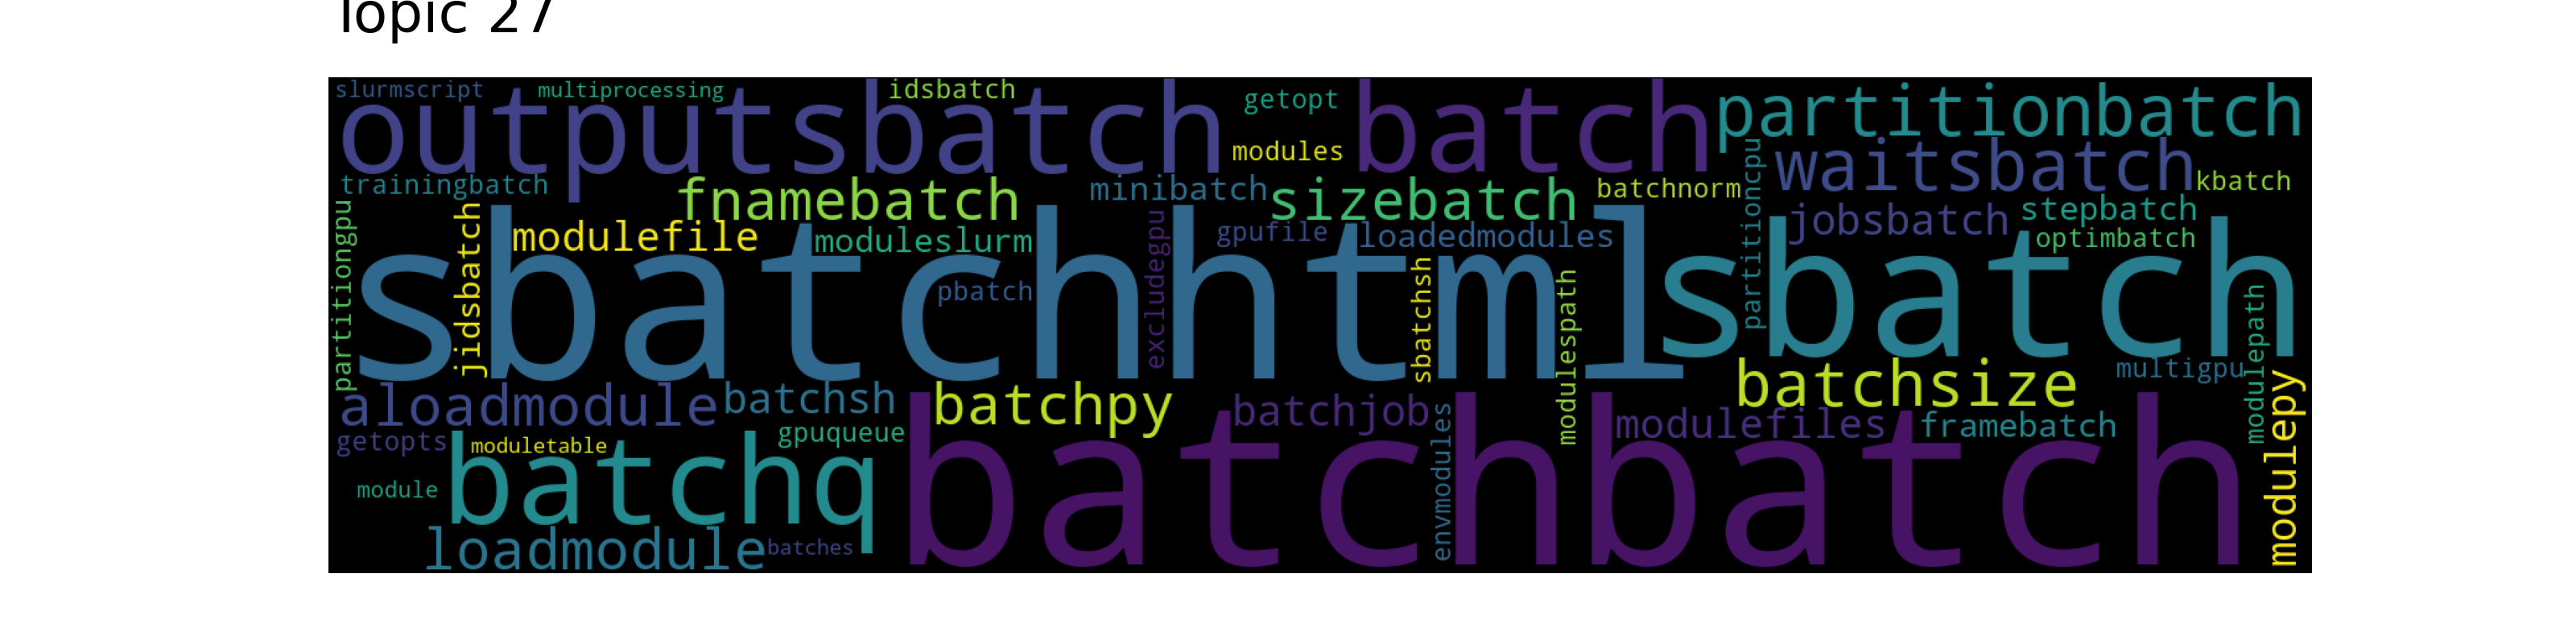 Topic 27
slurmscript
multiprocessing
idsbatch
getopt
outputsbatch
batch
partitionbatch
modules
waitsbatch
kbatch
trainingbatch
fnamebatch
minibatch
sizebatch
batchnorm
partitioncpu
jobsbatch
stepbatch
partitiongpu
jidsbatch
modulefile
moduleslurm
excludegpu
gpufile
loadedmodules
optimbatch
sbatchhtml
sbatch
pbatch
sbatchsh
modulespath
modulepath
batchsize
multigpu
aloadmodule
batchsh
batchpy
batchjob
modulefiles
framebatch
modulepy
getopts
moduletable
gpuqueue
envmodules
batchq
batchbatch
module
loadmodule
batches